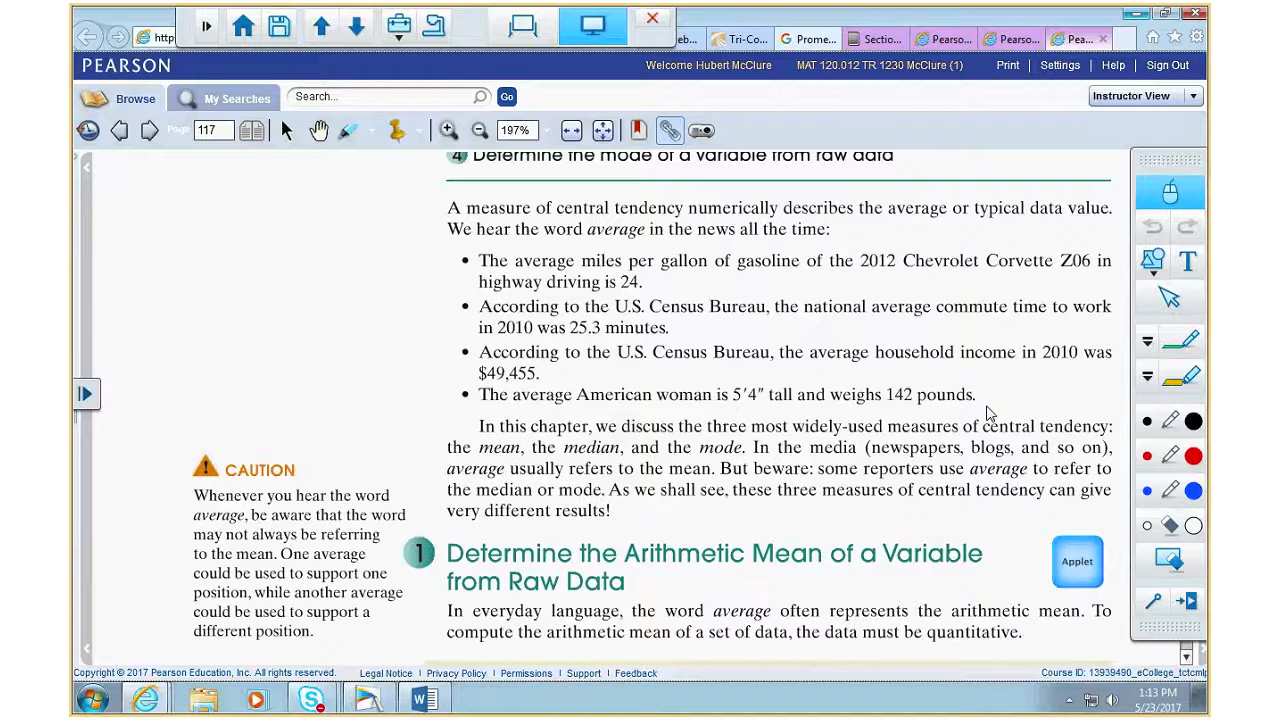 http
eb...
Tri-Co...
Prome...
Sectio...
Pearso...
Pearso...
Pea...
PEARSON
Welcome Hubert McClure
MAT 120.012 TR 1230 McClure (1)
Print
Settings
Help
Sign Out
Browse
My Searches
Search...
Go
Instructor View
Page
117
197%
4 Determine the mode of a variable from raw data
A measure of central tendency numerically describes the average or typical data value.
We hear the word average in the news all the time:
• The average miles per gallon of gasoline of the 2012 Chevrolet Corvette Z06 in
highway driving is 24.
• According to the U.S. Census Bureau, the national average commute time to work
in 2010 was 25.3 minutes.
• According to the U.S. Census Bureau, the average household income in 2010 was
$49,455.
• The average American woman is 5′4″ tall and weighs 142 pounds.
In this chapter, we discuss the three most widely-used measures of central tendency:
the mean, the median, and the mode. In the media (newspapers, blogs, and so on),
average usually refers to the mean. But beware: some reporters use average to refer to
the median or mode. As we shall see, these three measures of central tendency can give
very different results!
CAUTION
Whenever you hear the word
average, be aware that the word
may not always be referring
to the mean. One average
could be used to support one
position, while another average
could be used to support a
different position.
1 Determine the Arithmetic Mean of a Variable
from Raw Data
Applet
In everyday language, the word average often represents the arithmetic mean. To
compute the arithmetic mean of a set of data, the data must be quantitative.
T
Copyright © 2017 Pearson Education, Inc. All rights reserved.
Legal Notice | Privacy Policy | Permissions | Support | Feedback
Course ID: 13939490_eCollege_tctcmlp
1:13 PM
5/23/2017